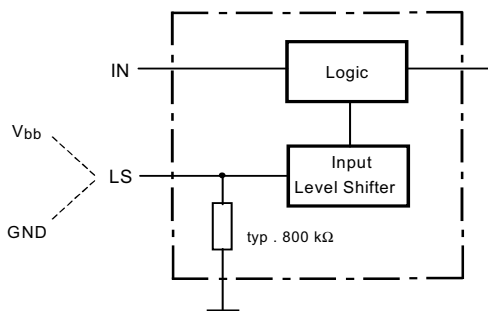 IN
Logic
Vbb
LS
Input
Level Shifter
GND
typ . 800 kΩ